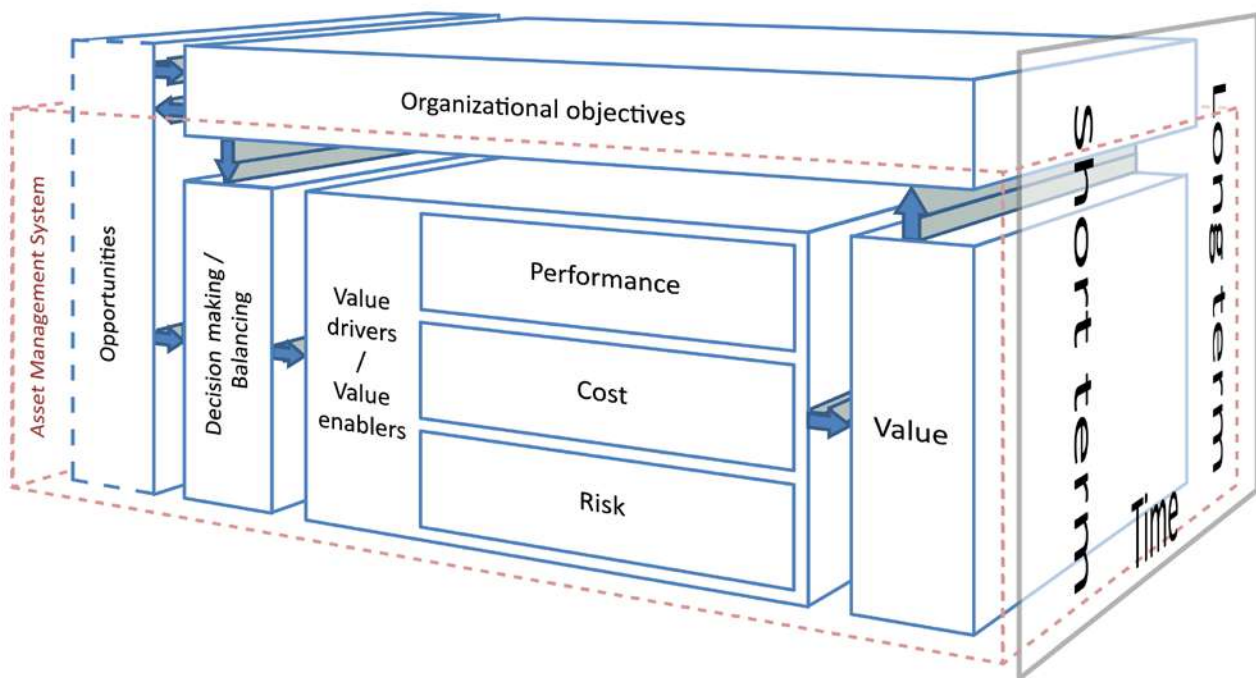 Organizational objectives
Asset Management System
Opportunities
Decision making /
Balancing
Value
drivers
/
Value
enablers
Performance
Cost
Risk
Value
Short term
Long term
Time